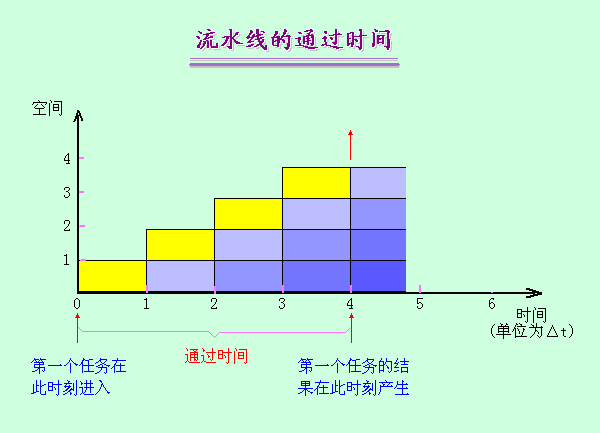 流水线的通过时间
空间
4
3
2
1
0 1 2 3 4 5 6
时间
(单位为△t)
通过时间
第一个任务在
此时刻进入
第一个任务的结
果在此时刻产生